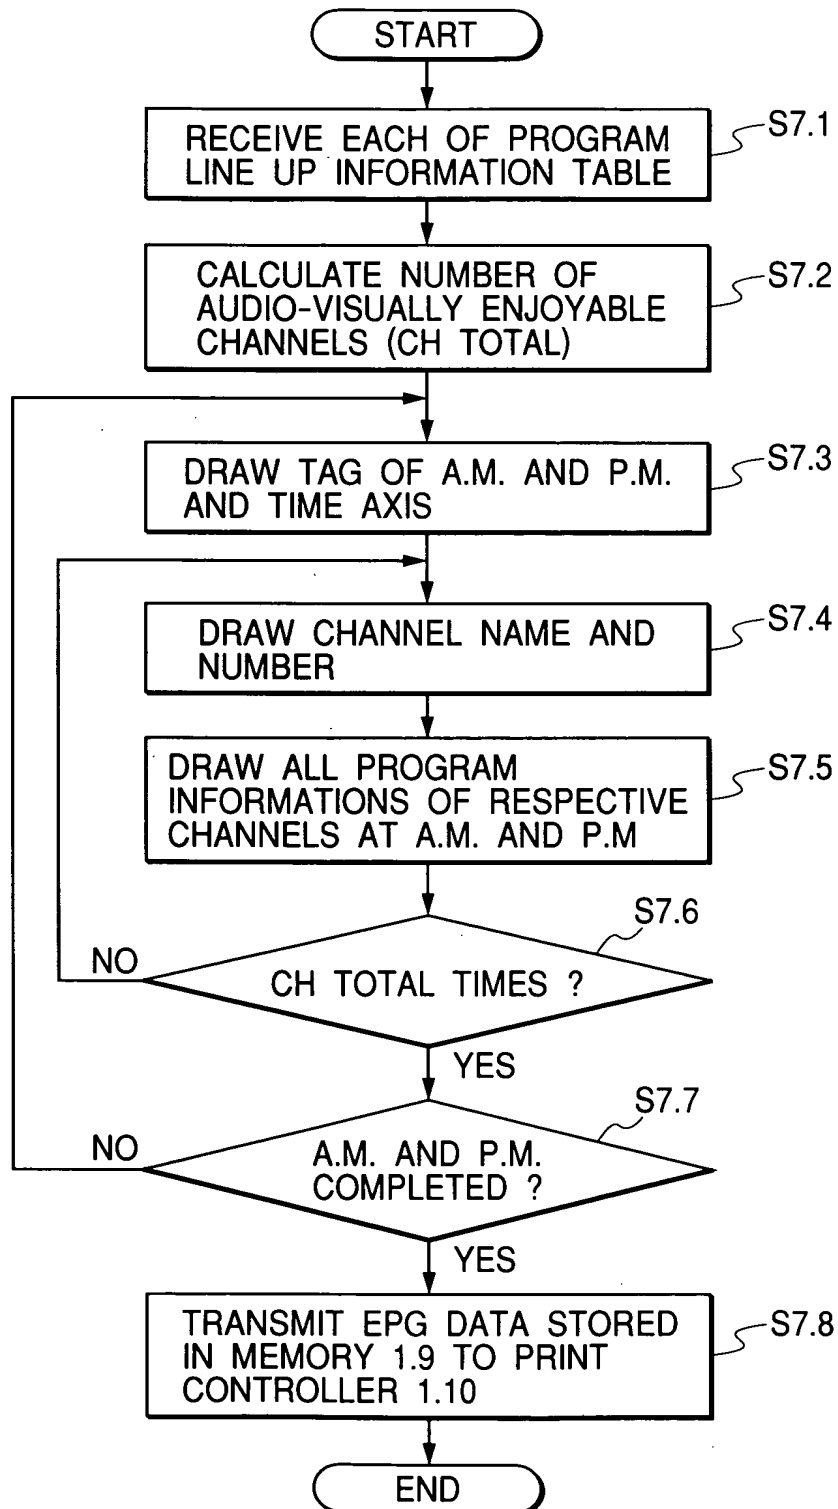 START
RECEIVE EACH OF PROGRAM
LINE UP INFORMATION TABLE
S7.1
CALCULATE NUMBER OF
AUDIO-VISUALLY ENJOYABLE
CHANNELS (CH TOTAL)
S7.2
DRAW TAG OF A.M. AND P.M.
AND TIME AXIS
S7.3
DRAW CHANNEL NAME AND
NUMBER
S7.4
DRAW ALL PROGRAM
INFORMATIONS OF RESPECTIVE
CHANNELS AT A.M. AND P.M
S7.5
S7.6
NO
CH TOTAL TIMES ?
YES
S7.7
NO
A.M. AND P.M.
COMPLETED ?
YES
TRANSMIT EPG DATA STORED
IN MEMORY 1.9 TO PRINT
CONTROLLER 1.10
S7.8
END